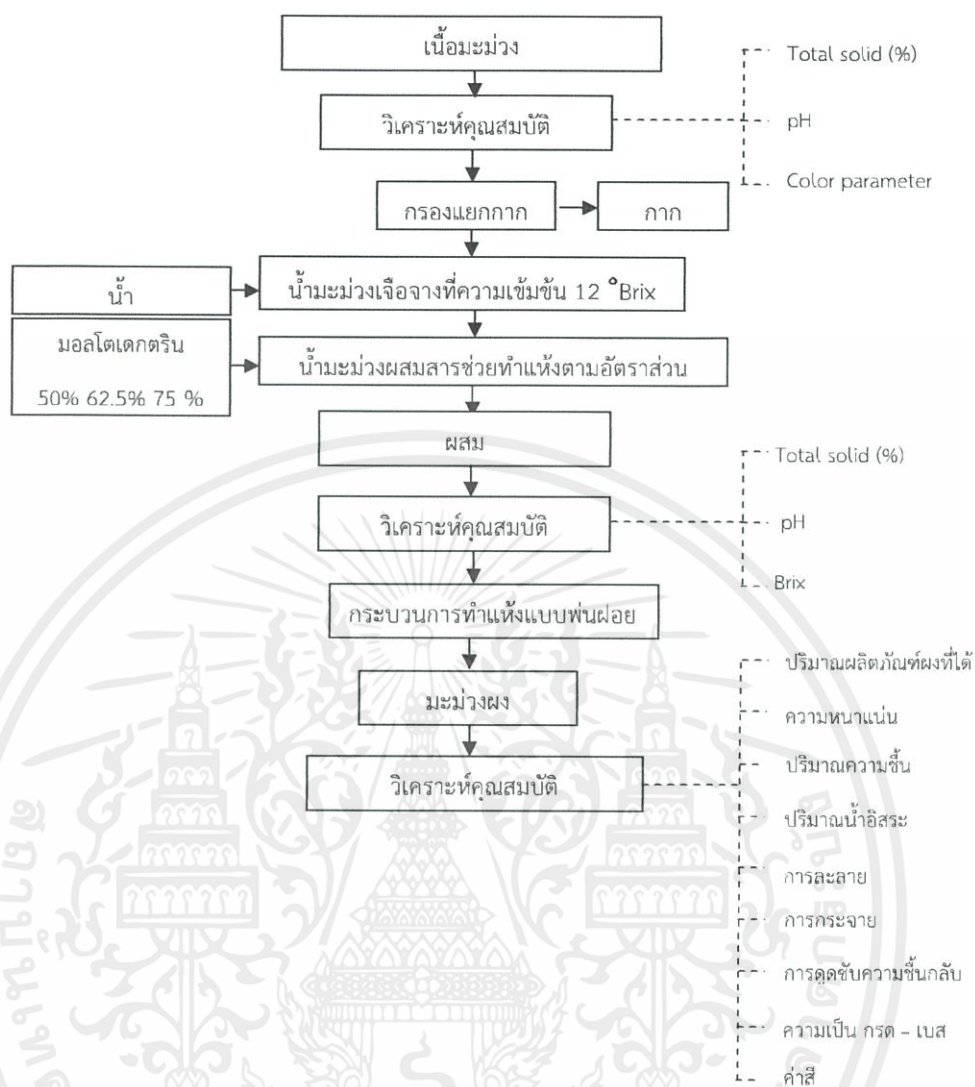 เนื้อมะม่วง
Total solid (%)
วิเคราะห์คุณสมบัติ
pH
Color parameter
กรองแยกกาก
กาก
น้ำ
น้ำมะม่วงเจือจางที่ความเข้มข้น 12 °Brix
มอลโตเดกตริน
50% 62.5% 75 %
น้ำมะม่วงผสมสารช่วยทำแห้งตามอัตราส่วน
ผสม
Total solid (%)
วิเคราะห์คุณสมบัติ
pH
Brix
กระบวนการทำแห้งแบบพ่นฝอย
มะม่วงผง
วิเคราะห์คุณสมบัติ
ปริมาณผลิตภัณฑ์ผงที่ได้
ความหนาแน่น
ปริมาณความชื้น
ปริมาณน้ำอิสระ
การละลาย
การกระจาย
การดูดซับความชื้นกลับ
ความเป็น กรด – เบส
ค่าสี